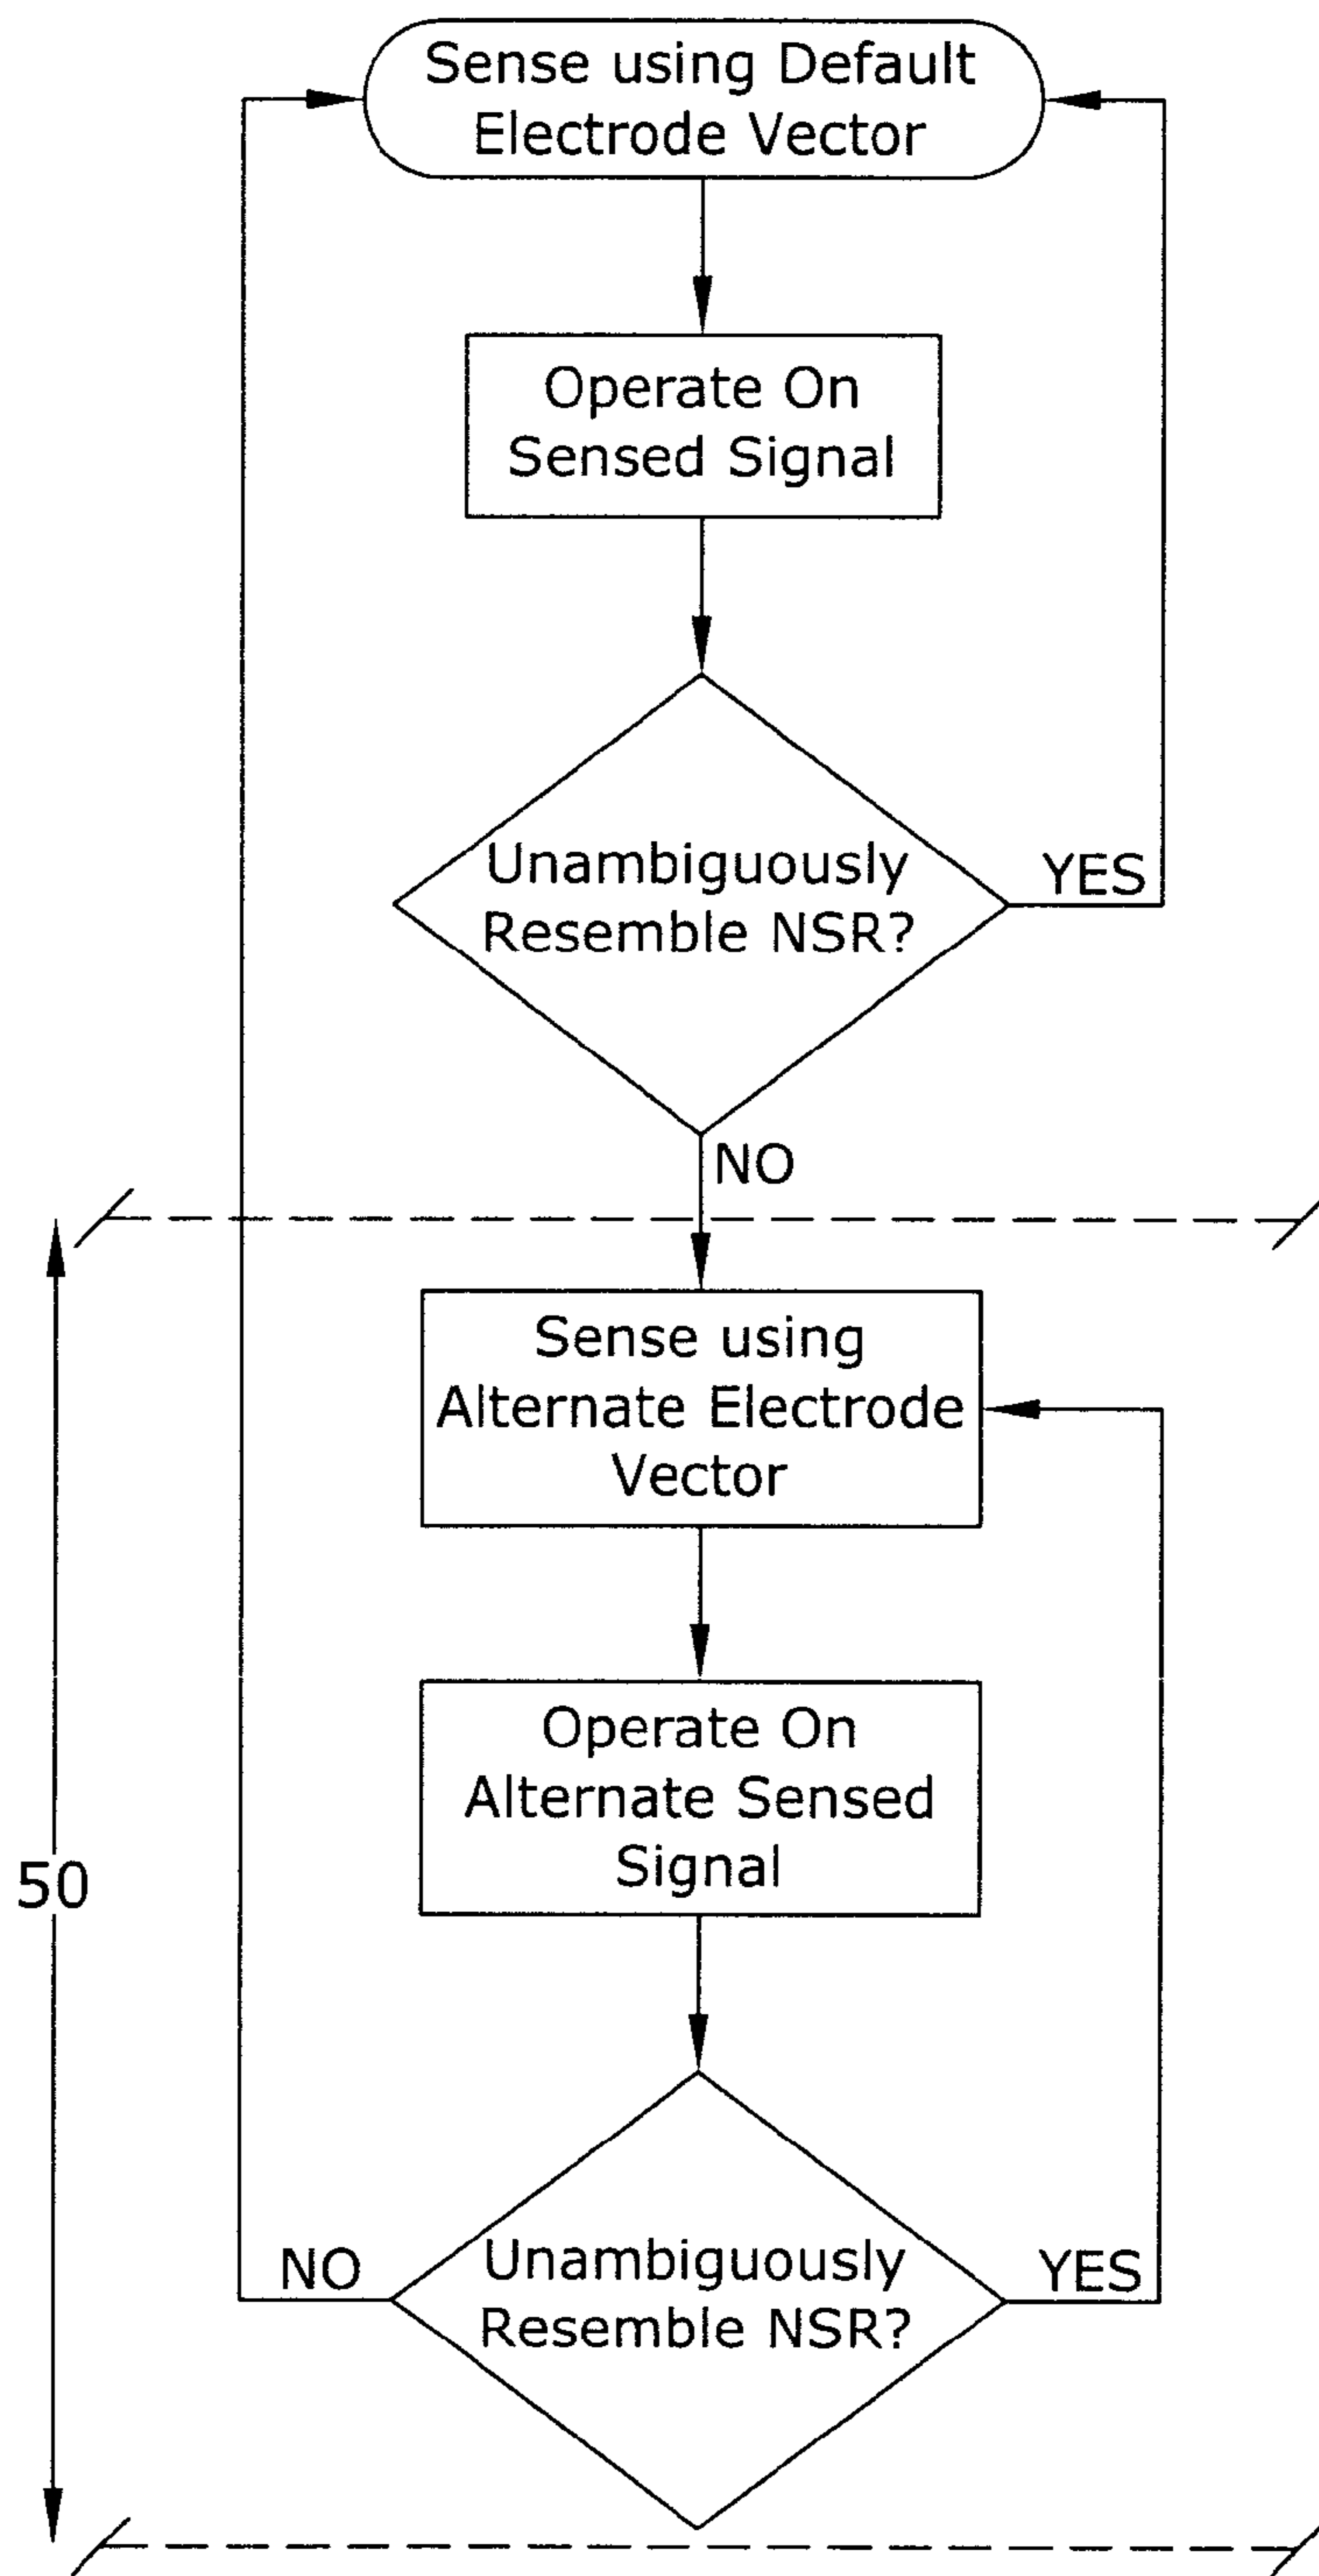 Sense using Default
Electrode Vector
Operate On
Sensed Signal
Unambiguously
Resemble NSR?
YES
NO
Sense using
Alternate Electrode
Vector
Operate On
Alternate Sensed
Signal
50
Unambiguously
Resemble NSR?
NO
YES